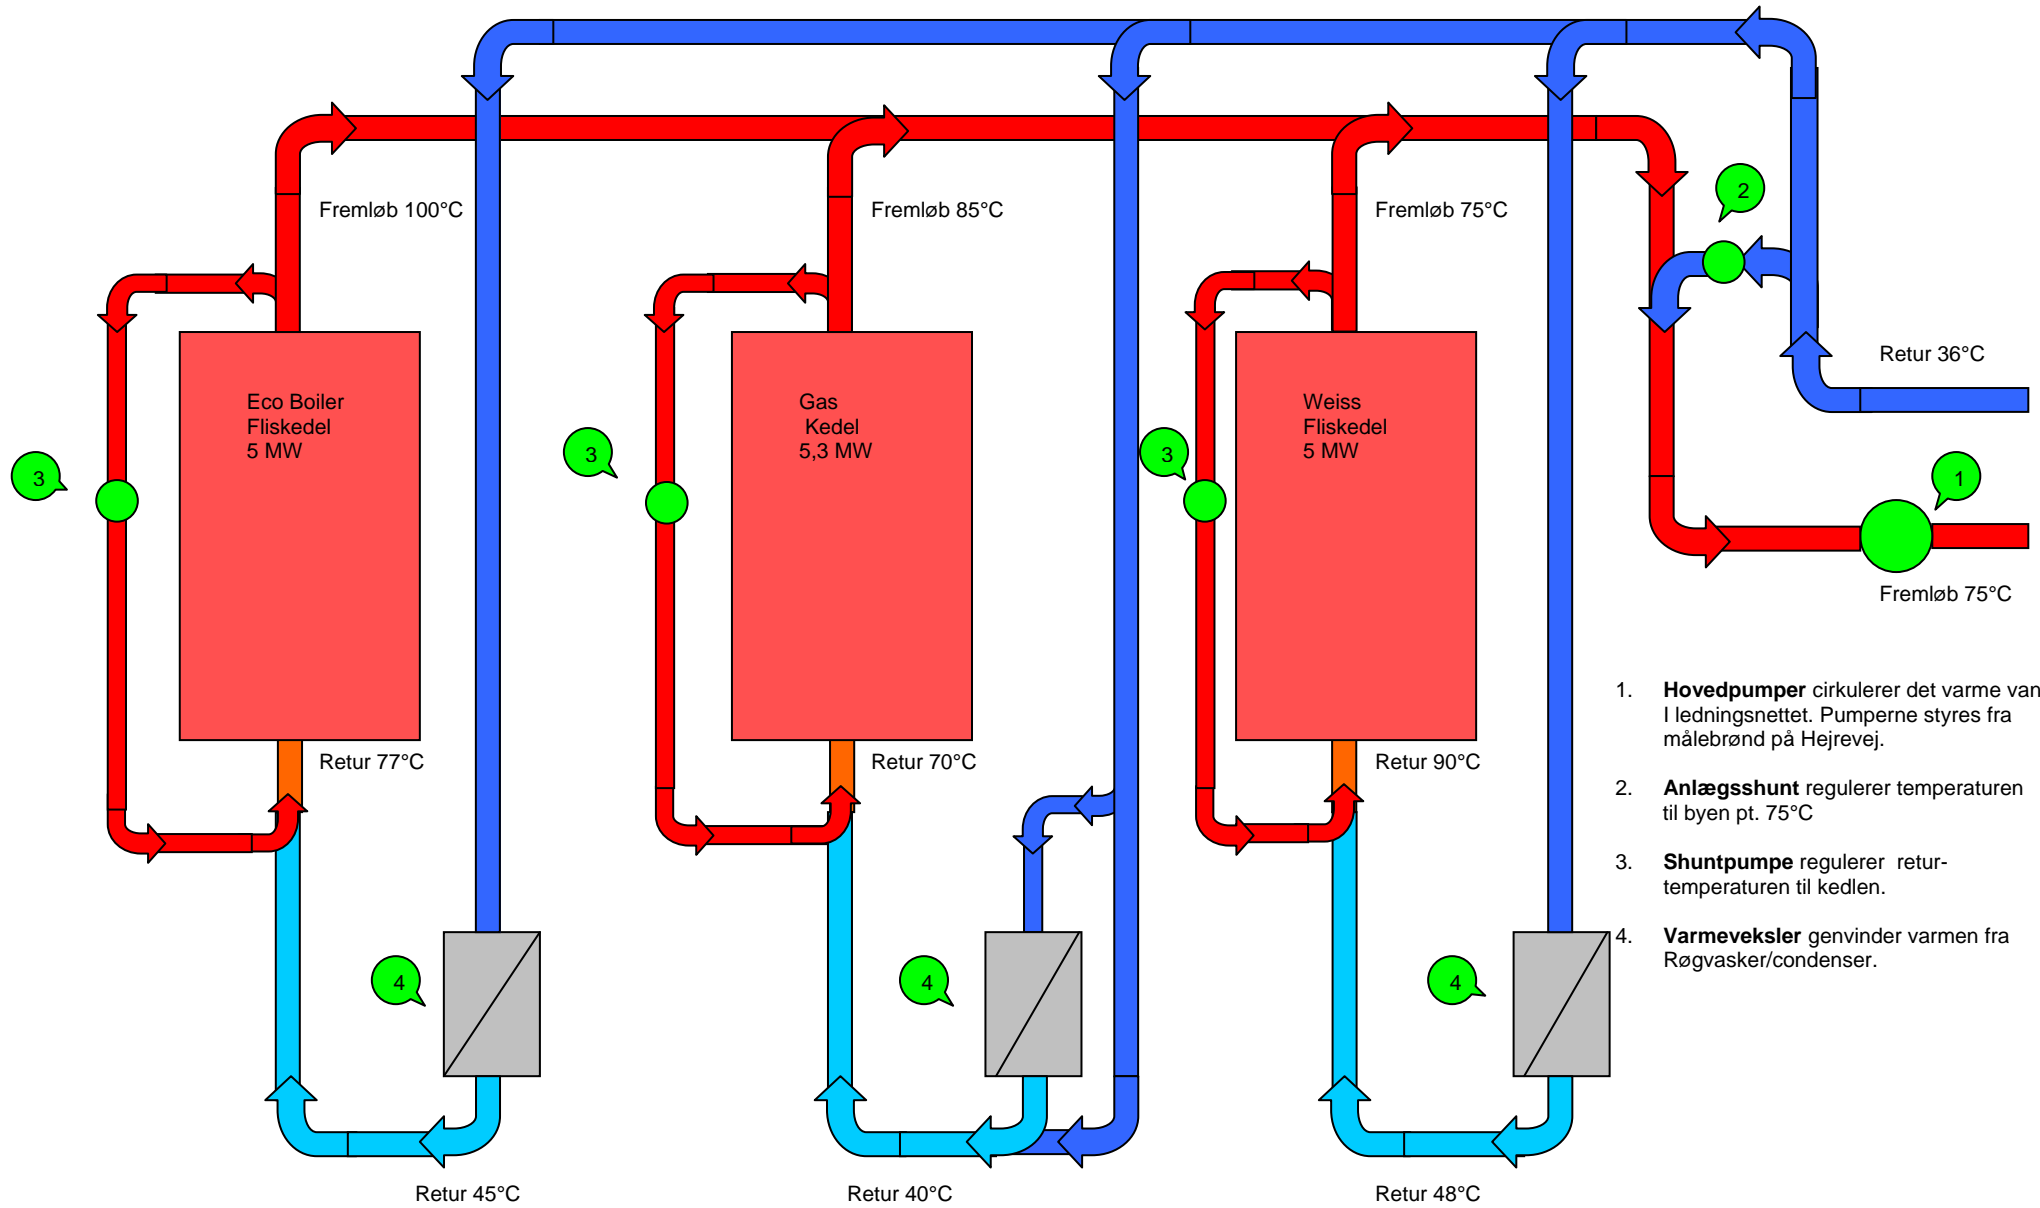 Fremløb 100°C
Fremløb 85°C
Fremløb 75°C
2
Retur 36°C
Eco Boiler
Fliskedel
5 MW
Gas
Kedel
5,3 MW
Weiss
Fliskedel
5 MW
3
3
3
1
Fremløb 75°C
Retur 77°C
Retur 70°C
Retur 90°C
1. Hovedpumper cirkulerer det varme van
I ledningsnettet. Pumperne styres fra
målebrønd på Hejrevej.
2. Anlægsshunt regulerer temperaturen
til byen pt. 75°C
3. Shuntpumpe regulerer retur-
temperaturen til kedlen.
4. Varmeveksler genvinder varmen fra
Røgvasker/condenser.
4
4
4
Retur 45°C
Retur 40°C
Retur 48°C